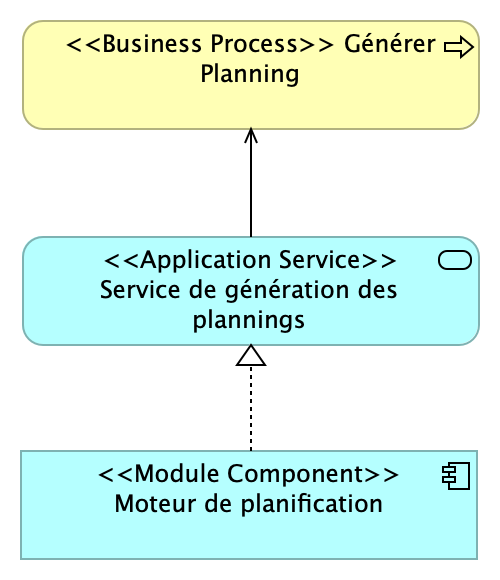 <<Business Process>> Générer
Planning
<<Application Service>>
Service de génération des
plannings
<<Module Component>>
Moteur de planification